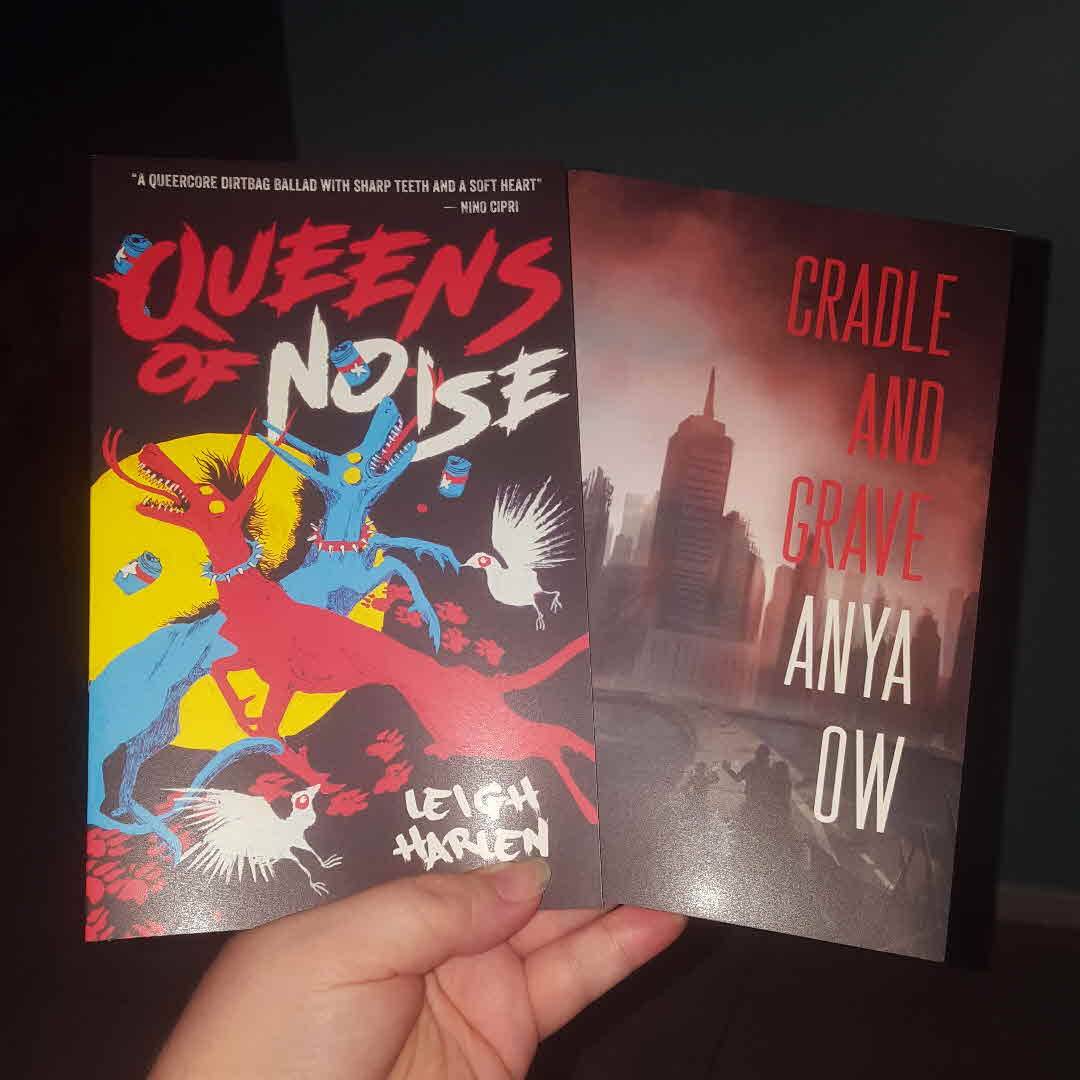 "A QUEERCORE DIRTBAG BALLAD WITH SHARP TEETH AND A SOFT HEART"
— NINO CIPRI
QUEENS
OF NOISE
LEIGH
HARLEN
CRADLE
AND
GRAVE
ANYA
OW